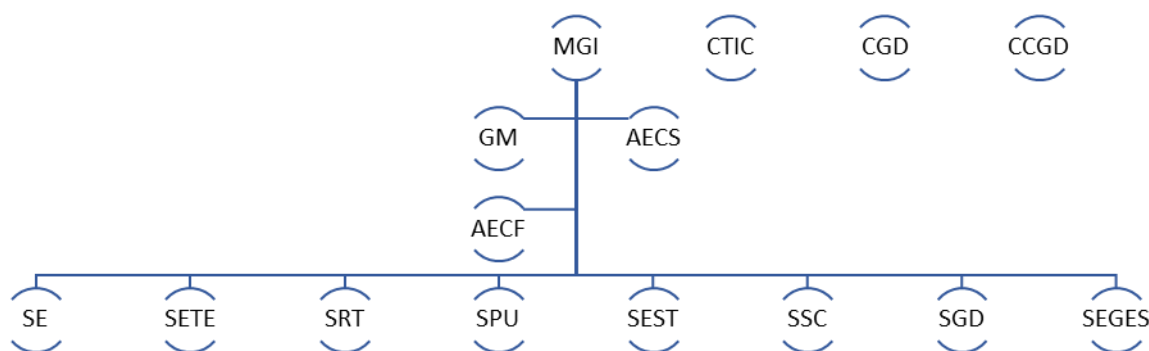 MGI CTIC CGD CCGD
GM AECS
AECF
SE SETE SRT SPU SEST SSC SGD SEGES